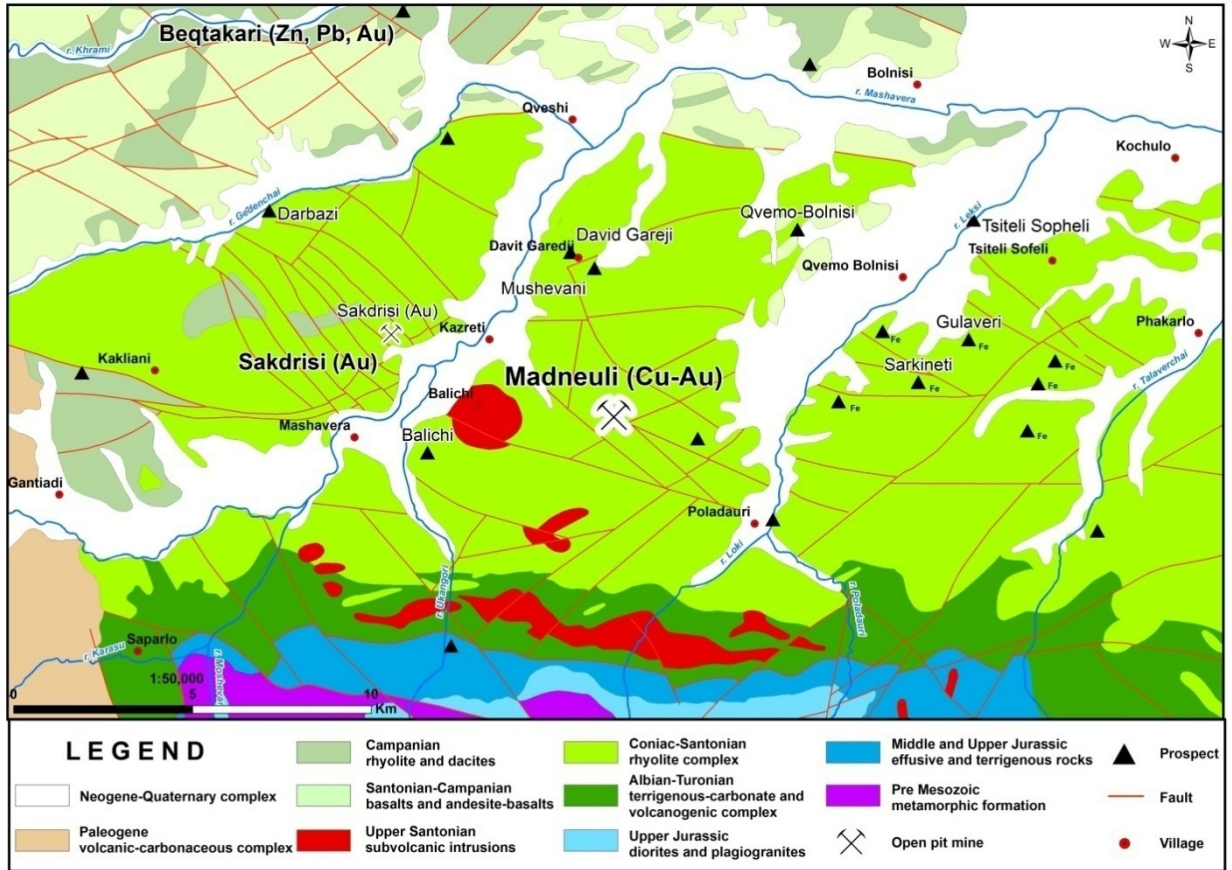 Beqtakari (Zn, Pb, Au)
r. Khrami
N
W E
S
Bolnisi
r. Mashavera
Qveshi
Kochulo
r. Gedenchai
Darbazi
Qvemo-Bolnisi
r. Leksi
Tsiteli Sopheli
David Gareji
Davit Garedji
Tsiteli Sofeli
Qvemo Bolnisi
Mushevani
Sakdrisi (Au)
Kazreti
Gulaveri
Phakarlo
Fe
Fe
Kakliani
Sakdrisi (Au)
Madneuli (Cu-Au)
Sarkineti
Fe
Fe
Fe
r. Talaverchai
Balichi
Fe
Mashavera
Balichi
Fe
Gantiadi
Poladauri
r. Loki
r. Ukangori
r. Poladauri
Saparlo
r. Karasu
1:50,000
0 5 10
Km
LEGEND
Neogene-Quaternary complex
Paleogene
volcanic-carbonaceous complex
Campanian
rhyolite and dacites
Santonian-Campanian
basalts and andesite-basalts
Upper Santonian
subvolcanic intrusions
Coniac-Santonian
rhyolite complex
Albian-Turonian
terrigenous-carbonate and
volcanogenic complex
Upper Jurassic
diorites and plagiogranites
Middle and Upper Jurassic
effusive and terrigenous rocks
Pre Mesozoic
metamorphic formation
Open pit mine
Prospect
Fault
Village